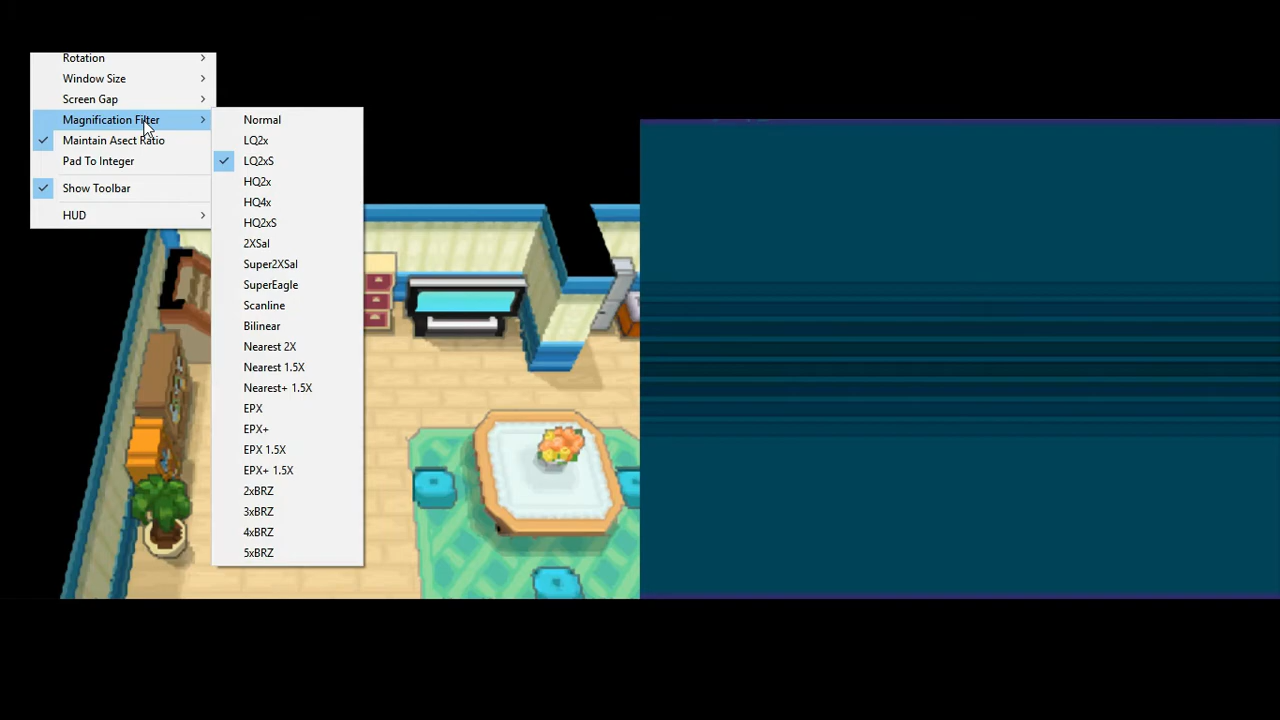 Rotation
Window Size
Screen Gap
Magnification Filter
Maintain Asect Ratio
Pad To Integer
Show Toolbar
HUD
Normal
LQ2x
LQ2xS
HQ2x
HQ4x
HQ2xS
2XSal
Super2XSal
SuperEagle
Scanline
Bilinear
Nearest 2X
Nearest 1.5X
Nearest+ 1.5X
EPX
EPX+
EPX 1.5X
EPX+ 1.5X
2xBRZ
3xBRZ
4xBRZ
5xBRZ